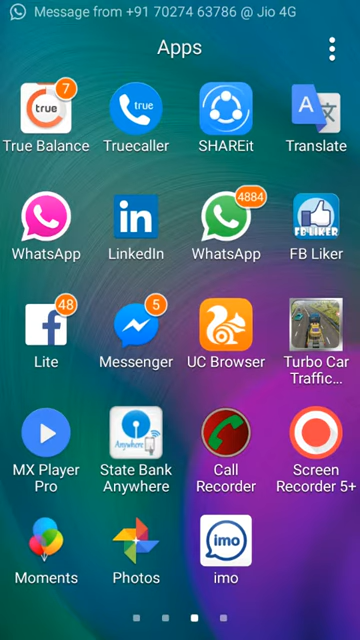 Message from +91 70274 63786 @ Jio 4G
Apps
7
true
true
True Balance
Truecaller
SHAREit
Translate
4884
WhatsApp
LinkedIn
WhatsApp
FB LIKER
FB Liker
48
5
Lite
Messenger
UC Browser
Turbo Car
Traffic...
Anywhere
MX Player
Pro
State Bank
Anywhere
Call
Recorder
Screen
Recorder 5+
imo
Moments
Photos
imo